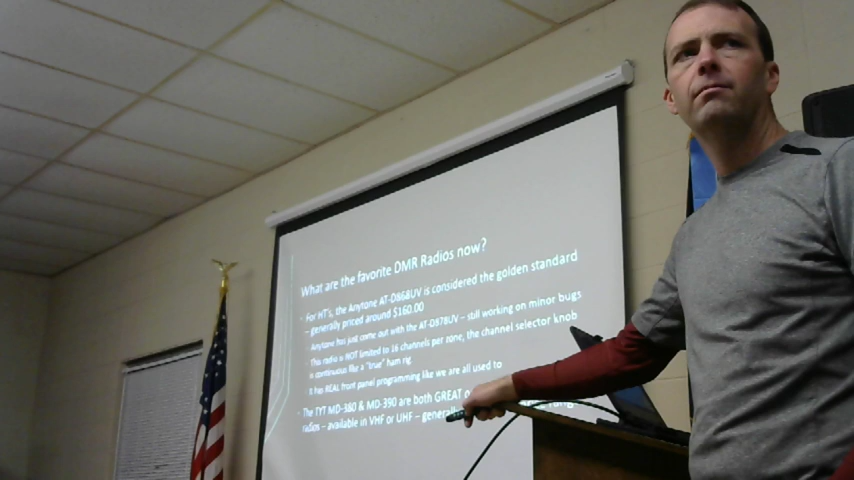 What are the favorite DMR Radios now?
- For HT's, the Anytone AT-D868UV is considered the golden standard
– generally priced around $160.00
Anytone has just come out with the AT-D878UV – still working on minor bugs
This radio is NOT limited to 16 channels per zone, the channel selector knob
is continuous like a "true" ham rig
It has REAL front panel programming like we are all used to
- The TYT MD-380 & MD-390 are both GREAT
radios – available in VHF or UHF –